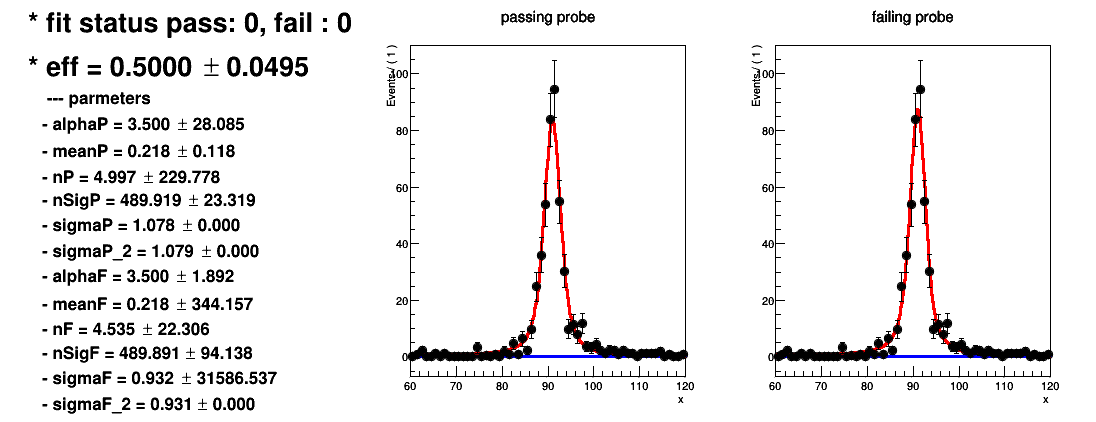 * fit status pass: 0, fail : 0
* eff = 0.5000 ± 0.0495
--- parmeters
- alphaP = 3.500 ± 28.085
- meanP = 0.218 ± 0.118
- nP = 4.997 ± 229.778
- nSigP = 489.919 ± 23.319
- sigmaP = 1.078 ± 0.000
- sigmaP_2 = 1.079 ± 0.000
- alphaF = 3.500 ± 1.892
- meanF = 0.218 ± 344.157
- nF = 4.535 ± 22.306
- nSigF = 489.891 ± 94.138
- sigmaF = 0.932 ± 31586.537
- sigmaF_2 = 0.931 ± 0.000
passing probe
Events / ( 1 )
100
80
60
40
20
0
60 70 80 90 100 110 120
x
failing probe
Events / ( 1 )
100
80
60
40
20
0
60 70 80 90 100 110 120
x